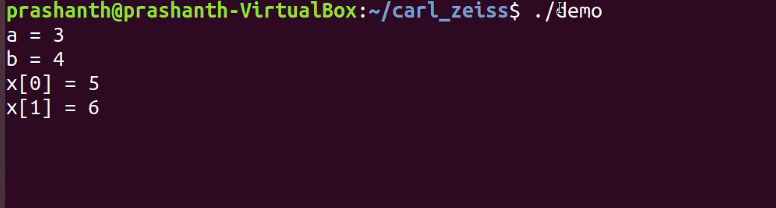 prashanth@prashanth-VirtualBox:~/carl_zeiss$ ./demo
a = 3
b = 4
x[0] = 5
x[1] = 6